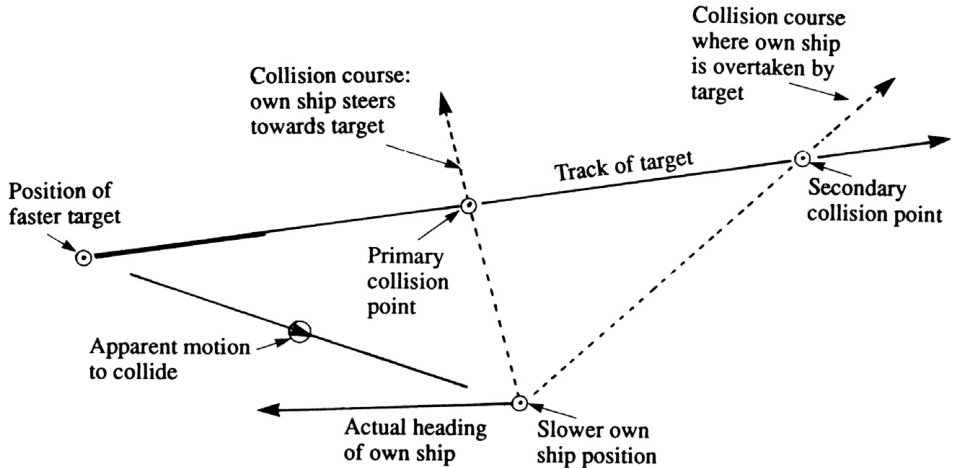 Collision course
where own ship
is overtaken by
target
Collision course:
own ship steers
towards target
Track of target
Position of
faster target
Secondary
collision point
Primary
collision
point
Apparent motion
to collide
Actual heading
of own ship
Slower own
ship position